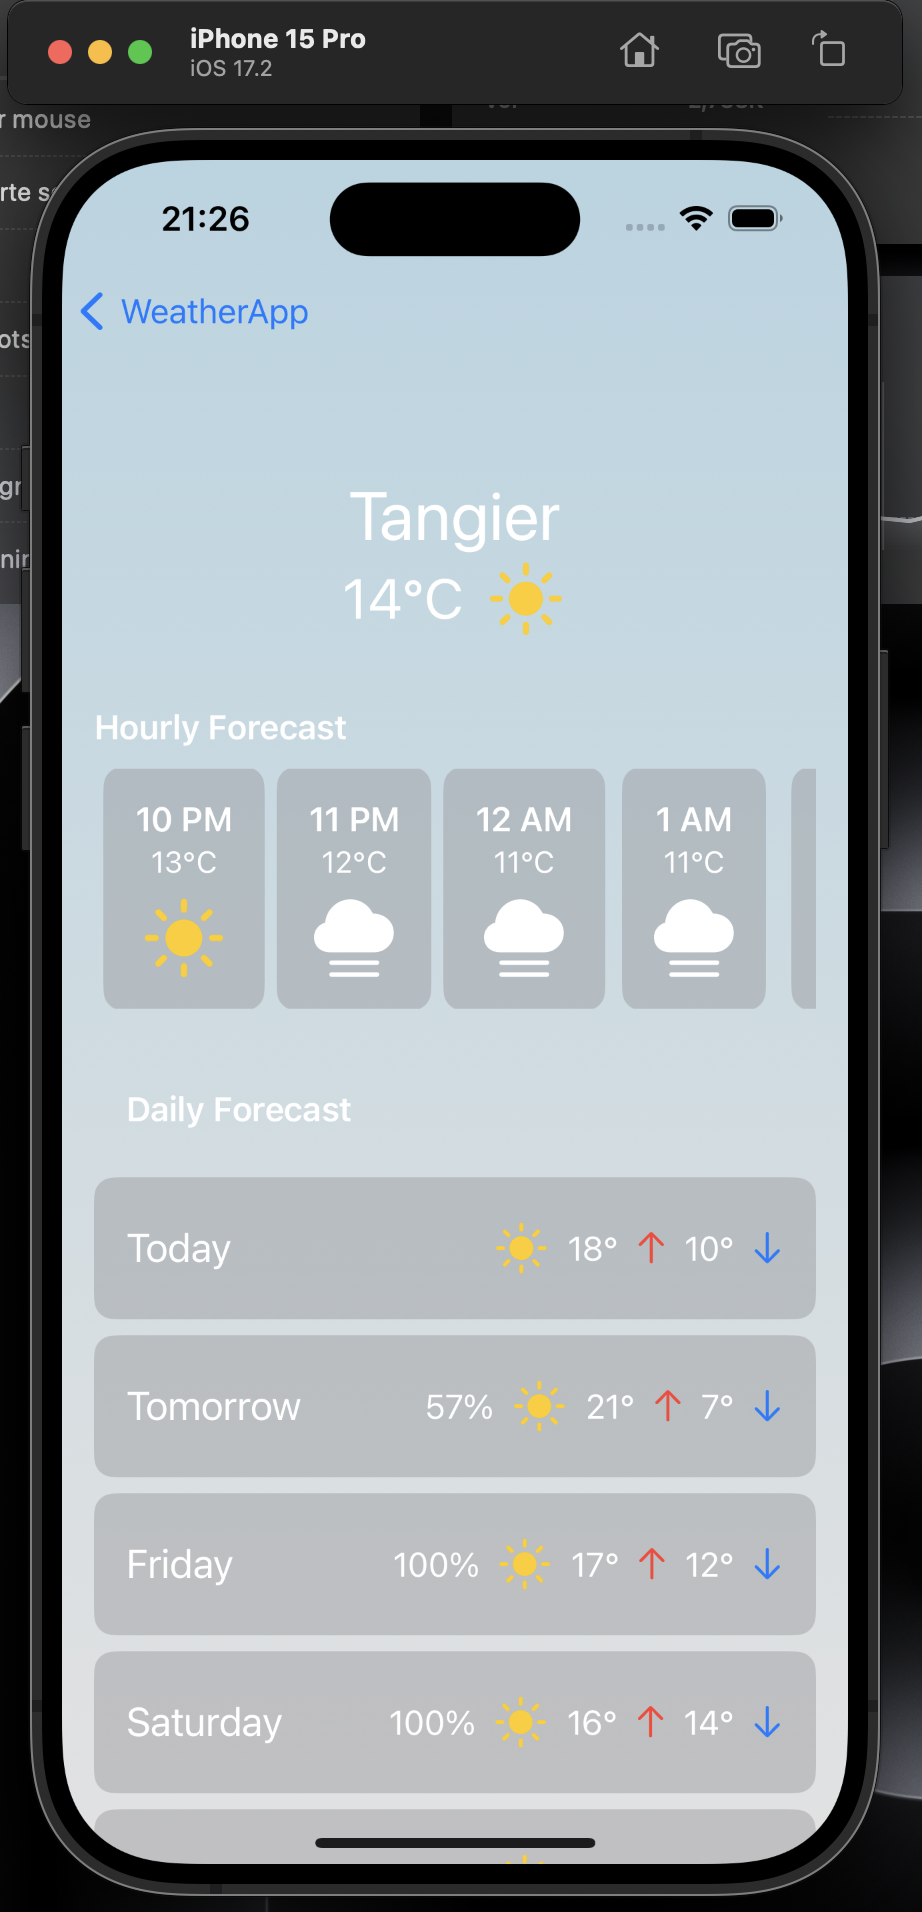 iPhone 15 Pro
iOS 17.2
r mouse
rte s
ots
21:26
WeatherApp
Tangier
14°C
Hourly Forecast
10 PM 11 PM 12 AM 1 AM
13°C 12°C 11°C 11°C
Daily Forecast
Today 18° 10°
Tomorrow 57% 21° 7°
Friday 100% 17° 12°
Saturday 100% 16° 14°